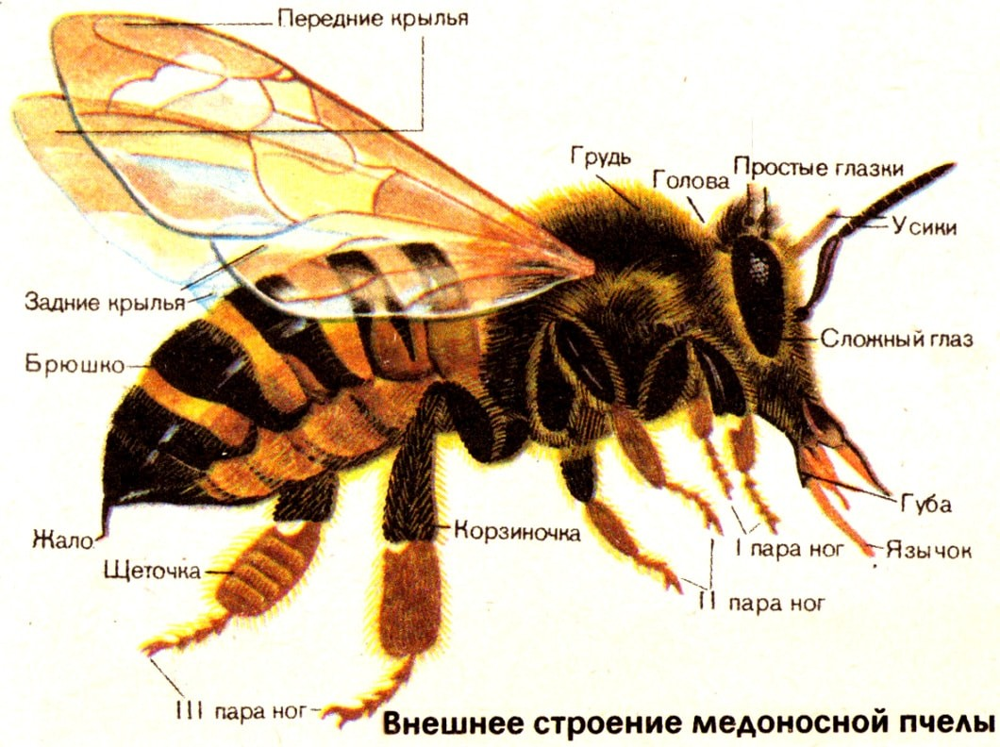 Передние крылья
Грудь
Голова
Простые глазки
Усики
Задние крылья
Сложный глаз
Брюшко
Губа
Жало
Корзиночка
Язычок
I пара ног
Щеточка
II пара ног
III пара ног
Внешнее строение медоносной пчелы